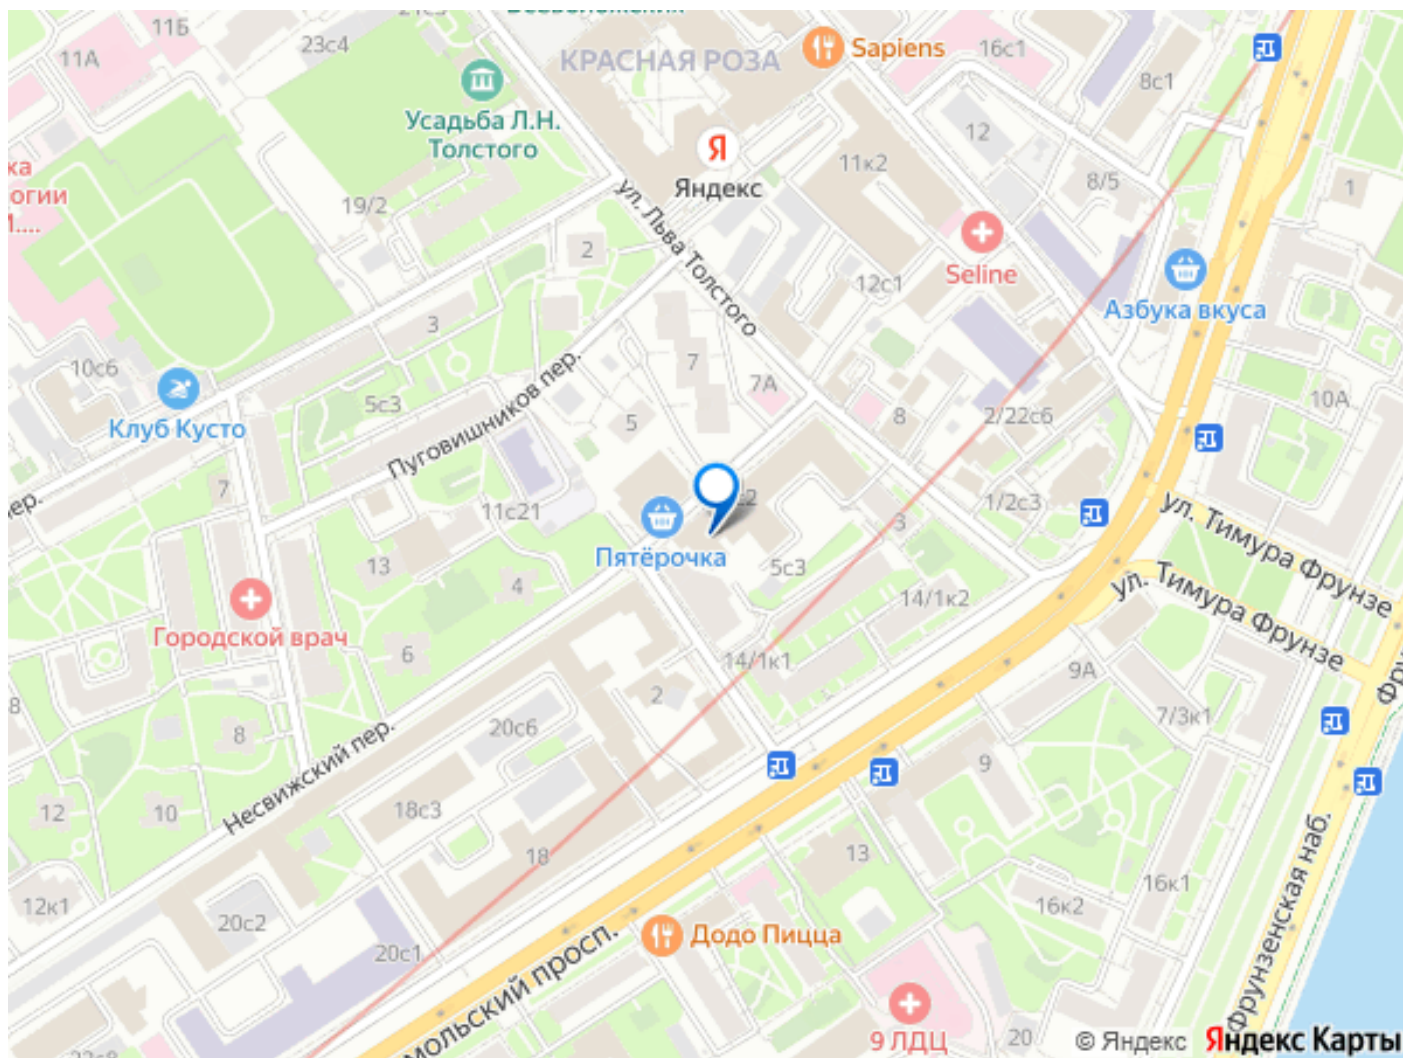 11Б
23с4
11А
КРАСНАЯ РОЗА
Sapiens
16с1
8с1
Усадьба Л.Н.
Толстого
12
Яндекс
11к2
8/5
1
огии
19/2
ул. Льва Толстого
2
Seline
12с1
Азбука вкуса
3
10с6
7
7А
10А
Клуб Кусто
5с3
Пуговишников пер.
5
8
2/22с6
7
11с21
1/2с3
3
ул. Тимура Фрунзе
Пятёрочка
13
4
5с3
14/1к2
ул. Тимура Фрунзе
Городской врач
6
14/1к1
9А
2
7/3к1
8
8
20с6
9
Несвижский пер.
12
10
18с3
18
13
16к1
12к1
20с2
16к2
20с1
Додо Пицца
мольский просп.
Фрунзенская наб.
9 ЛДЦ
20
© Яндекс Яндекс Карты